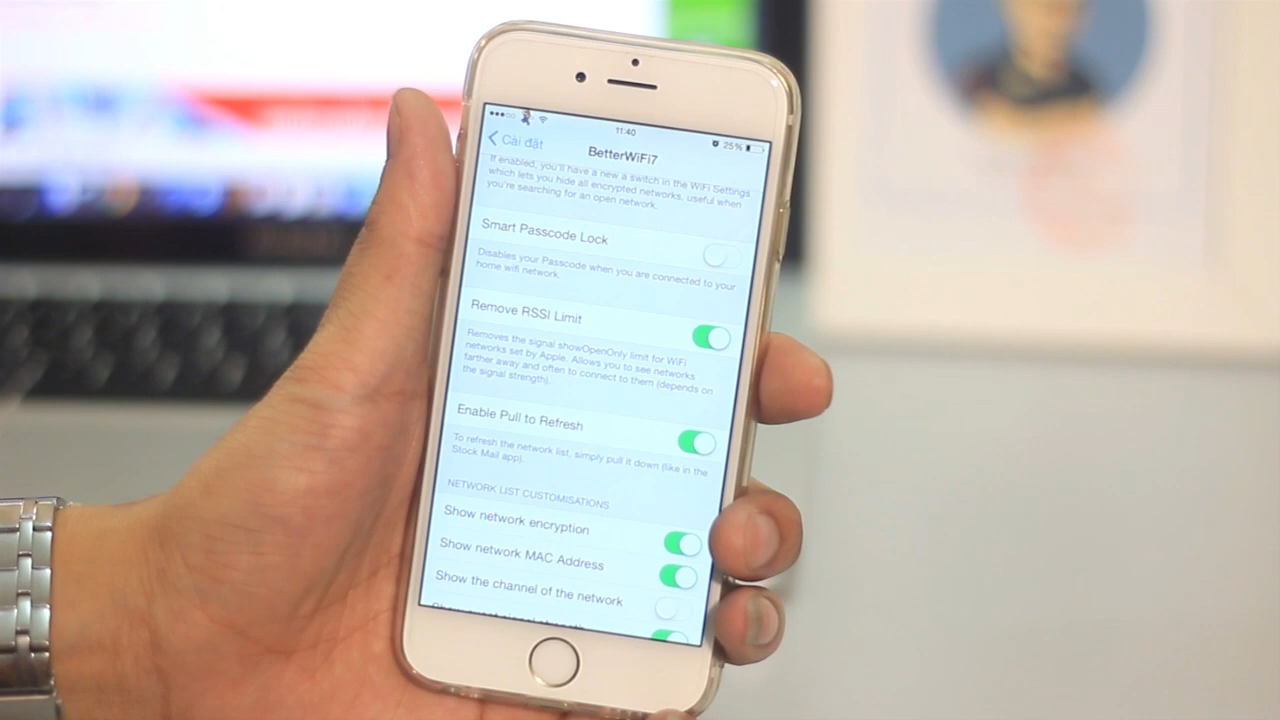 11:40
25%
Cài đặt
BetterWiFi7
If enabled, you'll have a new a switch in the WiFi Settings
which lets you hide all encrypted networks, useful when
you're searching for an open network.
Smart Passcode Lock
Disables your Passcode when you are connected to your
home wifi network.
Remove RSSI Limit
Removes the signal showOpenOnly limit for WiFi
networks set by Apple. Allows you to see networks
farther away and often to connect to them (depends on
the signal strength).
Enable Pull to Refresh
To refresh the network list, simply pull it down (like in the
Stock Mail app).
NETWORK LIST CUSTOMISATIONS
Show network encryption
Show network MAC Address
Show the channel of the network